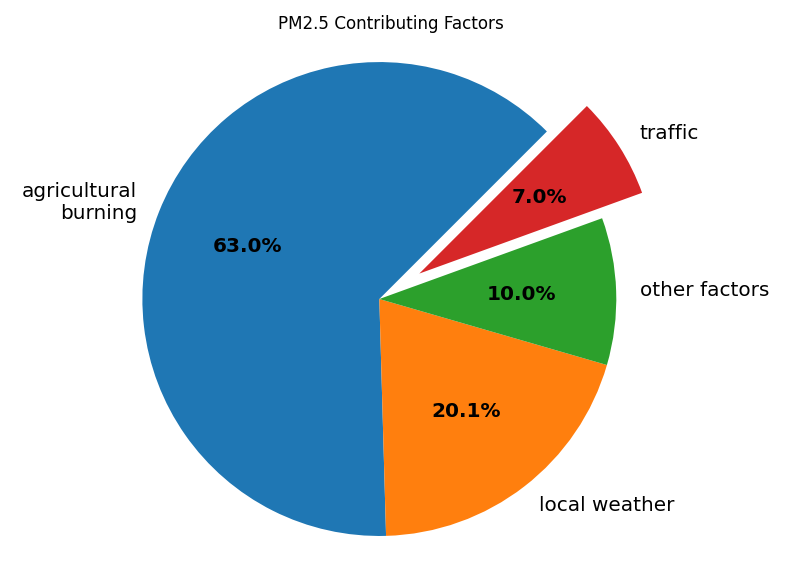 PM2.5 Contributing Factors
traffic
agricultural
burning
7.0%
63.0%
other factors
10.0%
20.1%
local weather